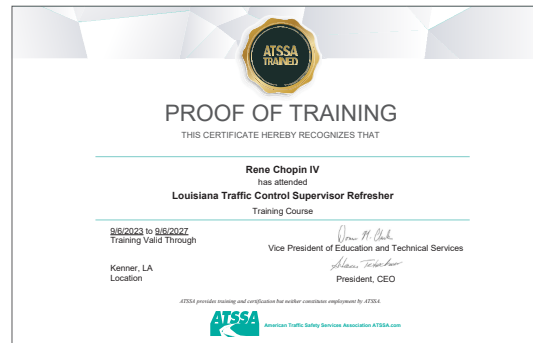 ATSSA
TRAINED
PROOF OF TRAINING
THIS CERTIFICATE HEREBY RECOGNIZES THAT
Rene Chopin IV
has attended
Louisiana Traffic Control Supervisor Refresher
Training Course
9/6/2023 to 9/6/2027
Training Valid Through
Vice President of Education and Technical Services
Kenner, LA
Location
President, CEO
ATSSA provides training and certification but neither constitutes employment by ATSSA.
ATSSA
American Traffic Safety Services Association ATSSA.com